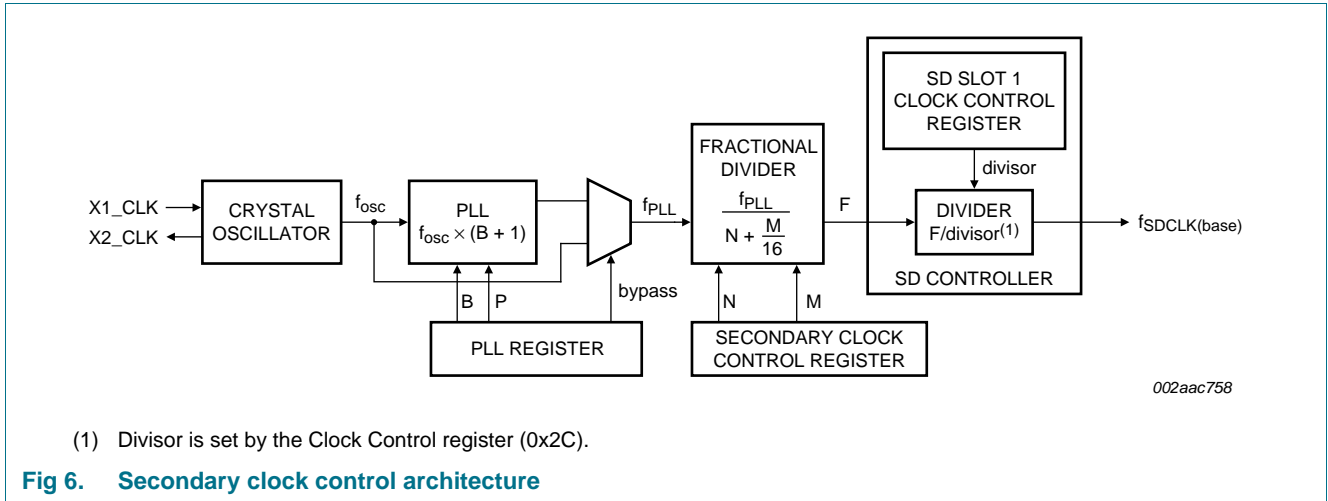 SD SLOT 1
CLOCK CONTROL
REGISTER
divisor
FRACTIONAL
DIVIDER
X1_CLK
X2_CLK
CRYSTAL
OSCILLATOR
fosc
PLL
fosc × (B + 1)
fPLL
fPLL
N + M
16
F
DIVIDER
F/divisor(1)
fSDCLK(base)
SD CONTROLLER
B
P
bypass
N
M
PLL REGISTER
SECONDARY CLOCK
CONTROL REGISTER
002aac758
(1) Divisor is set by the Clock Control register (0x2C).
Fig 6. Secondary clock control architecture